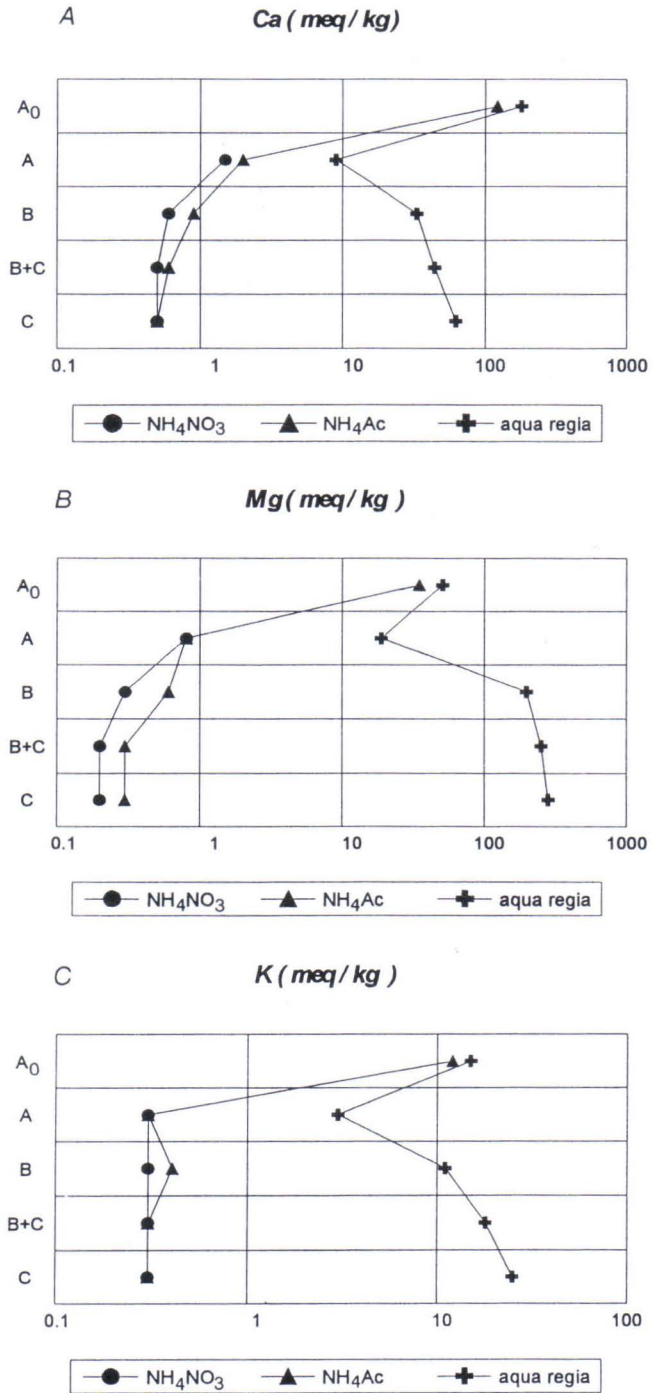 A Ca (meq/kg)
A₀
A
B
B+C
C
0.1 1 10 100 1000
NH₄NO₃ NH₄Ac aqua regia
B Mg (meq/kg)
A₀
A
B
B+C
C
0.1 1 10 100 1000
NH₄NO₃ NH₄Ac aqua regia
C K (meq/kg)
A₀
A
B
B+C
C
0.1 1 10 100
NH₄NO₃ NH₄Ac aqua regia